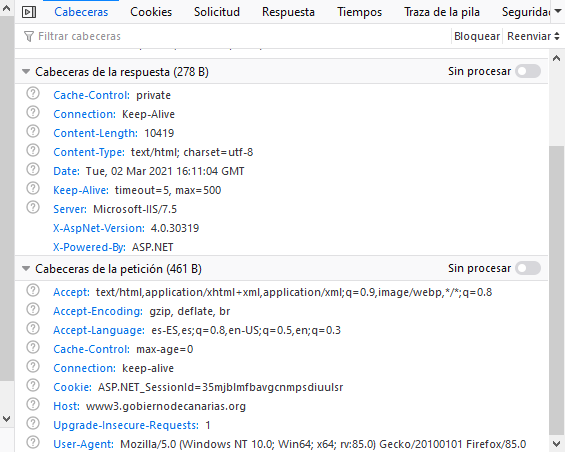 Cabeceras Cookies Solicitud Respuesta Tiempos Traza de la pila Seguridad
Filtrar cabeceras Bloquear Reenviar
Cabeceras de la respuesta (278 B) Sin procesar
Cache-Control: private
Connection: Keep-Alive
Content-Length: 10419
Content-Type: text/html; charset=utf-8
Date: Tue, 02 Mar 2021 16:11:04 GMT
Keep-Alive: timeout=5, max=500
Server: Microsoft-IIS/7.5
X-AspNet-Version: 4.0.30319
X-Powered-By: ASP.NET
Cabeceras de la petición (461 B) Sin procesar
Accept: text/html,application/xhtml+xml,application/xml;q=0.9,image/webp,*/*;q=0.8
Accept-Encoding: gzip, deflate, br
Accept-Language: es-ES,es;q=0.8,en-US;q=0.5,en;q=0.3
Cache-Control: max-age=0
Connection: keep-alive
Cookie: ASP.NET_SessionId=35mjblmfbavgcnmpsdiuulsr
Host: www3.gobiernodecanarias.org
Upgrade-Insecure-Requests: 1
User-Agent: Mozilla/5.0 (Windows NT 10.0; Win64; x64; rv:85.0) Gecko/20100101 Firefox/85.0